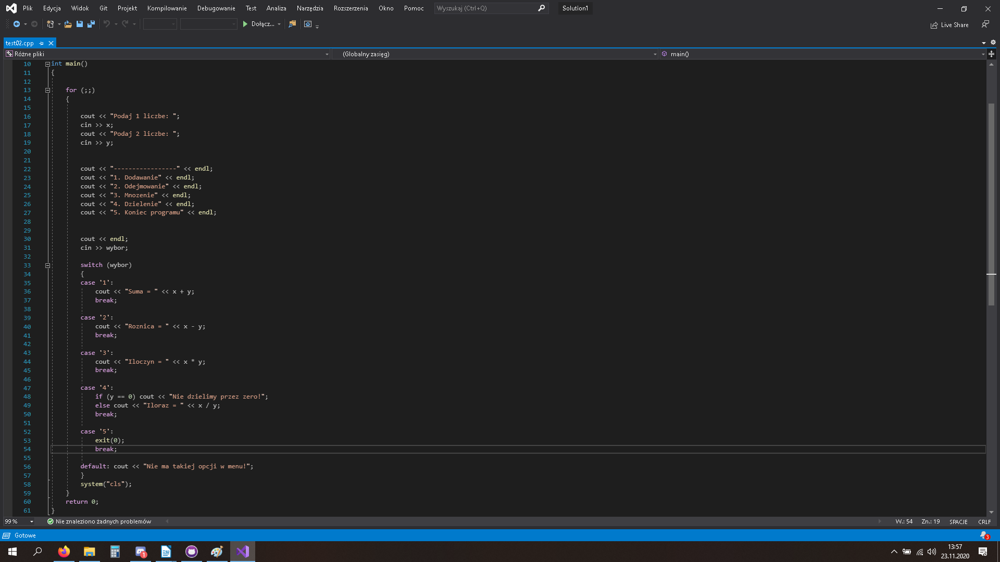 Plik Edycja Widok Git Projekt Kompilowanie Debugowanie Test Analiza Narzędzia Rozszerzenia Okno Pomoc Wyszukaj (Ctrl+Q) Solution1
Dołącz... Live Share
test02.cpp
Różne pliki (Globalny zasięg) main()
10 int main()
11 {
12
13 for (;;)
14 {
15
16 cout << "Podaj 1 liczbe: ";
17 cin >> x;
18 cout << "Podaj 2 liczbe: ";
19 cin >> y;
20
21
22 cout << "-----------------" << endl;
23 cout << "1. Dodawanie" << endl;
24 cout << "2. Odejmowanie" << endl;
25 cout << "3. Mnozenie" << endl;
26 cout << "4. Dzielenie" << endl;
27 cout << "5. Koniec programu" << endl;
28
29
30 cout << endl;
31 cin >> wybor;
32
33 switch (wybor)
34 {
35 case '1':
36 cout << "Suma = " << x + y;
37 break;
38
39 case '2':
40 cout << "Roznica = " << x - y;
41 break;
42
43 case '3':
44 cout << "Iloczyn = " << x * y;
45 break;
46
47 case '4':
48 if (y == 0) cout << "Nie dzielimy przez zero!";
49 else cout << "Iloraz = " << x / y;
50 break;
51
52 case '5':
53 exit(0);
54 break;
55
56 default: cout << "Nie ma takiej opcji w menu!";
57 }
58 system("cls");
59 }
60 return 0;
61 }
99 % Nie znaleziono żadnych problemów W.: 54 Zn.: 19 SPACJE CRLF
Gotowe 3
1 13:57
23.11.2020